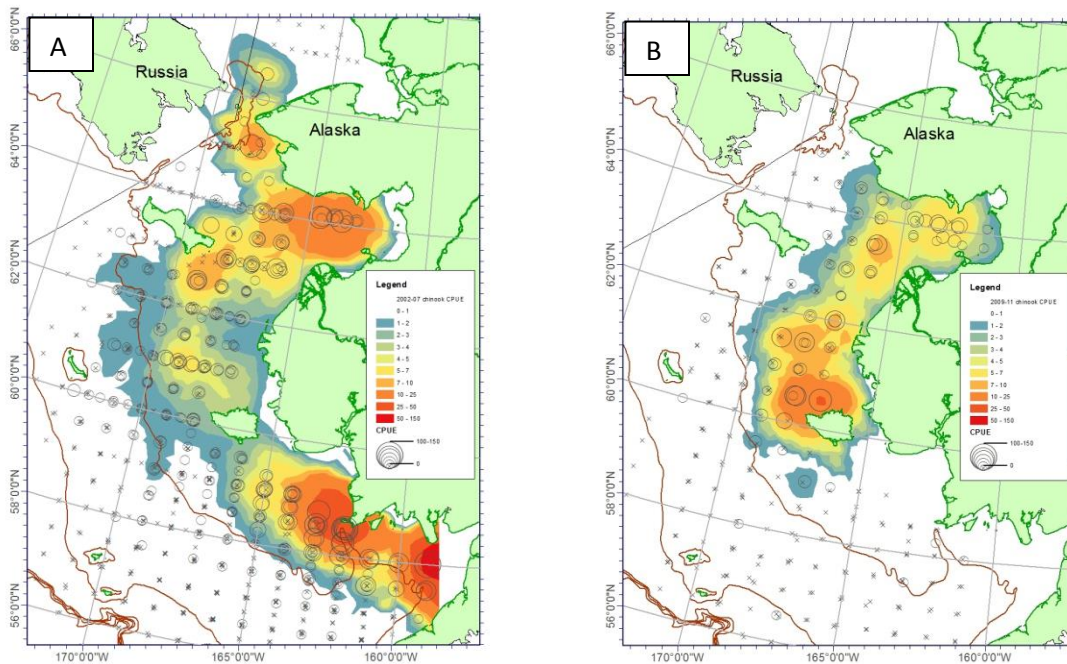 A
Russia
Alaska
66°0'0"N
64°0'0"N
62°0'0"N
60°0'0"N
58°0'0"N
56°0'0"N
170°0'0"W
165°0'0"W
160°0'0"W
Legend
2002-07 chinook CPUE
0 - 1
1 - 2
2 - 3
3 - 4
4 - 5
5 - 7
7 - 10
10 - 25
25 - 50
50 - 150
CPUE
100-150
0
B
Russia
Alaska
66°0'0"N
64°0'0"N
62°0'0"N
60°0'0"N
58°0'0"N
56°0'0"N
170°0'0"W
165°0'0"W
160°0'0"W
Legend
2009-11 chinook CPUE
0 - 1
1 - 2
2 - 3
3 - 4
4 - 5
5 - 7
7 - 10
10 - 25
25 - 50
50 - 150
CPUE
100-150
0